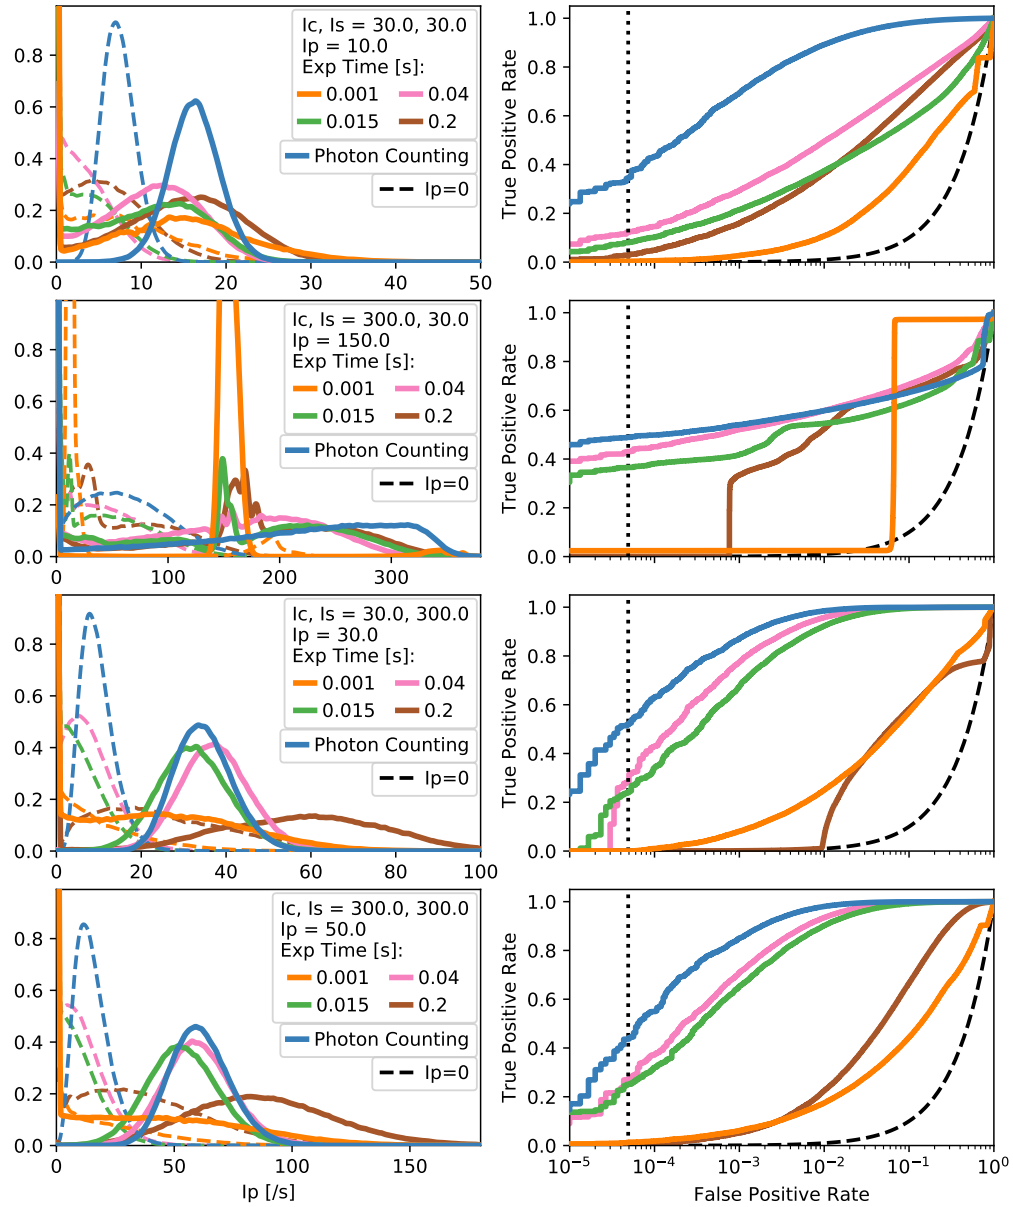 0.8
0.6
0.4
0.2
0.0
0 10 20 30 40 50
Ic, Is = 30.0, 30.0
Ip = 10.0
Exp Time [s]:
0.001 0.04
0.015 0.2
Photon Counting
Ip=0
True Positive Rate
1.0
0.8
0.6
0.4
0.2
0.0
0.8
0.6
0.4
0.2
0.0
0 100 200 300
Ic, Is = 300.0, 30.0
Ip = 150.0
Exp Time [s]:
0.001 0.04
0.015 0.2
Photon Counting
Ip=0
True Positive Rate
1.0
0.8
0.6
0.4
0.2
0.0
0.8
0.6
0.4
0.2
0.0
0 20 40 60 80 100
Ic, Is = 30.0, 300.0
Ip = 30.0
Exp Time [s]:
0.001 0.04
0.015 0.2
Photon Counting
Ip=0
True Positive Rate
1.0
0.8
0.6
0.4
0.2
0.0
0.8
0.6
0.4
0.2
0.0
0 50 100 150
Ip [/s]
Ic, Is = 300.0, 300.0
Ip = 50.0
Exp Time [s]:
0.001 0.04
0.015 0.2
Photon Counting
Ip=0
True Positive Rate
1.0
0.8
0.6
0.4
0.2
0.0
10⁻⁵ 10⁻⁴ 10⁻³ 10⁻² 10⁻¹ 10⁰
False Positive Rate